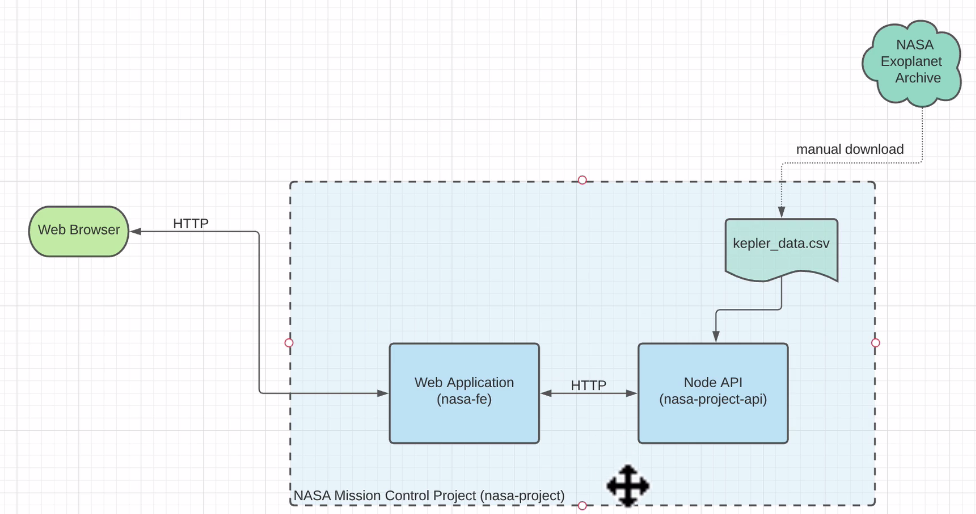 NASA
Exoplanet
Archive
manual download
HTTP
Web Browser
kepler_data.csv
Web Application
(nasa-fe)
HTTP
Node API
(nasa-project-api)
NASA Mission Control Project (nasa-project)